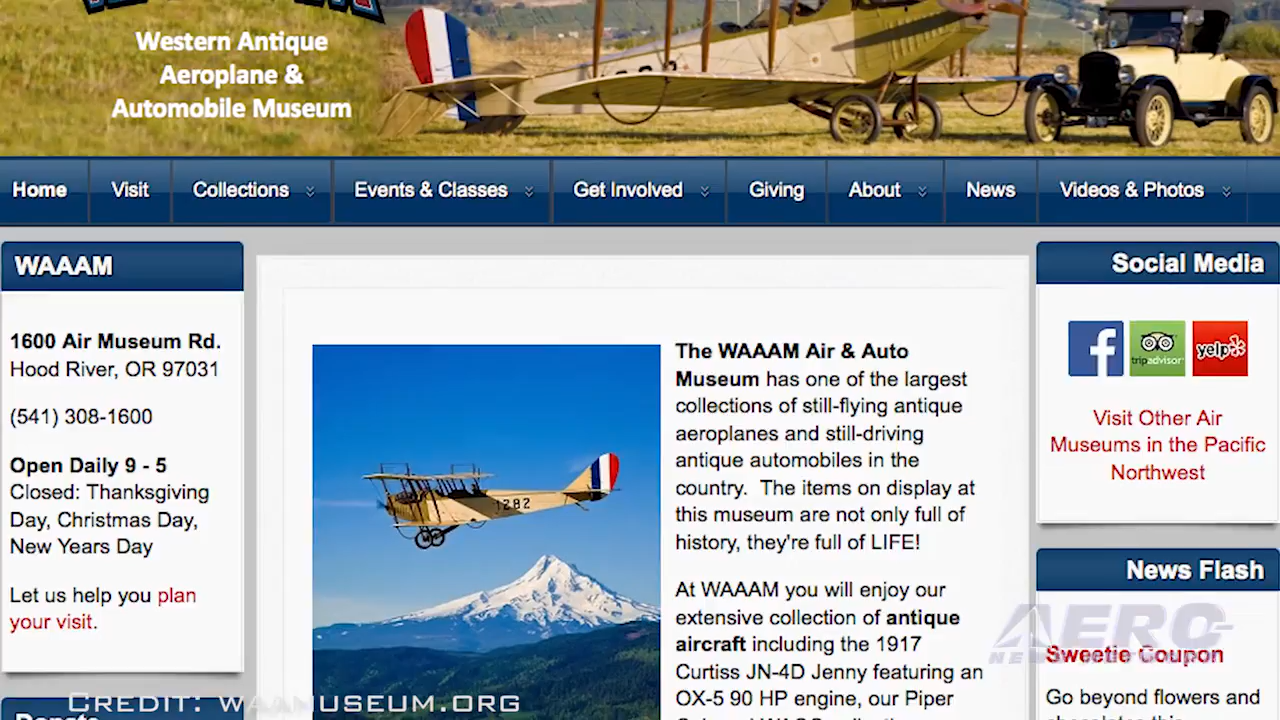 Western Antique
Aeroplane &
Automobile Museum
Home
Visit
Collections
Events & Classes
Get Involved
Giving
About
News
Videos & Photos
WAAAM
1600 Air Museum Rd.
Hood River, OR 97031
(541) 308-1600
Open Daily 9 - 5
Closed: Thanksgiving
Day, Christmas Day,
New Years Day
Let us help you plan
your visit.
1282
The WAAAM Air & Auto
Museum has one of the largest
collections of still-flying antique
aeroplanes and still-driving
antique automobiles in the
country. The items on display at
this museum are not only full of
history, they're full of LIFE!
At WAAAM you will enjoy our
extensive collection of antique
aircraft including the 1917
Curtiss JN-4D Jenny featuring an
OX-5 90 HP engine, our Piper
Social Media
tripadvisor
yelp
Visit Other Air
Museums in the Pacific
Northwest
News Flash
AERO
NEWS NETWORK
Sweetie Coupon
Go beyond flowers and
CREDIT: WAAMUSEUM.ORG